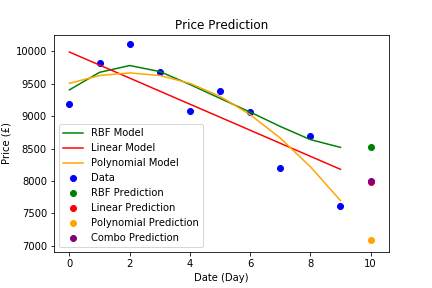 Price Prediction
Price (£)
10000
9500
9000
8500
8000
7500
7000
RBF Model
Linear Model
Polynomial Model
Data
RBF Prediction
Linear Prediction
Polynomial Prediction
Combo Prediction
0 2 4 6 8 10
Date (Day)